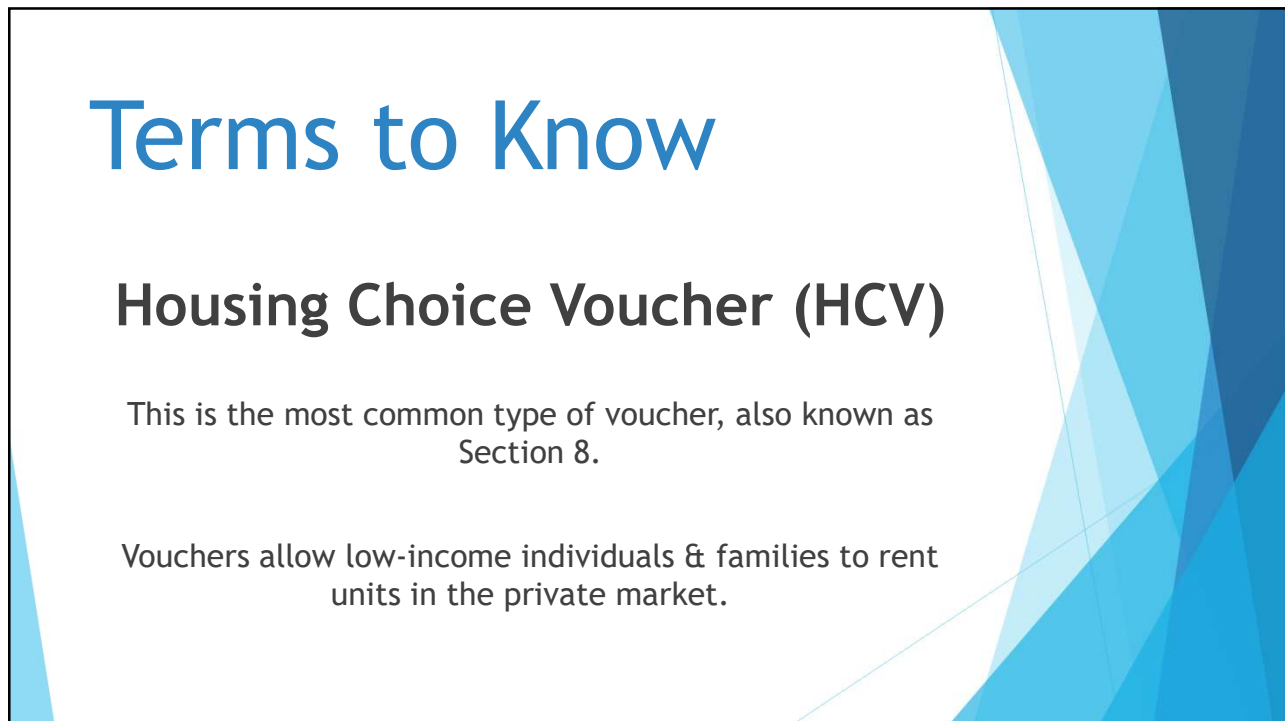 Terms to Know
Housing Choice Voucher (HCV)
This is the most common type of voucher, also known as
Section 8.
Vouchers allow low-income individuals & families to rent
units in the private market.